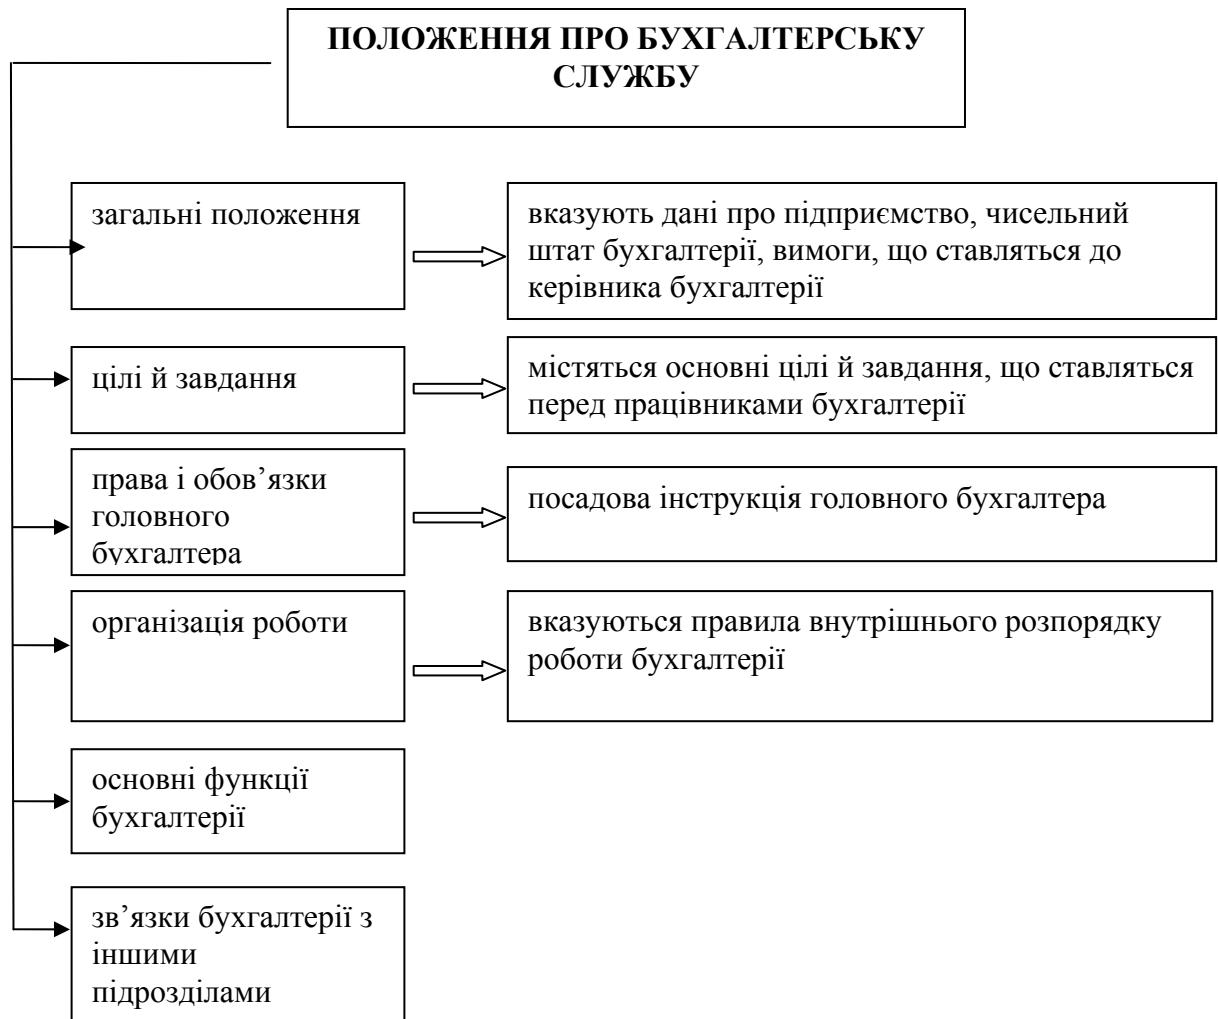 ПОЛОЖЕННЯ ПРО БУХГАЛТЕРСЬКУ
СЛУЖБУ
загальні положення
вказують дані про підприємство, чисельний
штат бухгалтерії, вимоги, що ставляться до
керівника бухгалтерії
цілі й завдання
містяться основні цілі й завдання, що ставляться
перед працівниками бухгалтерії
права і обов’язки
головного
бухгалтера
посадова інструкція головного бухгалтера
організація роботи
вказуються правила внутрішнього розпорядку
роботи бухгалтерії
основні функції
бухгалтерії
зв’язки бухгалтерії з
іншими
підрозділами